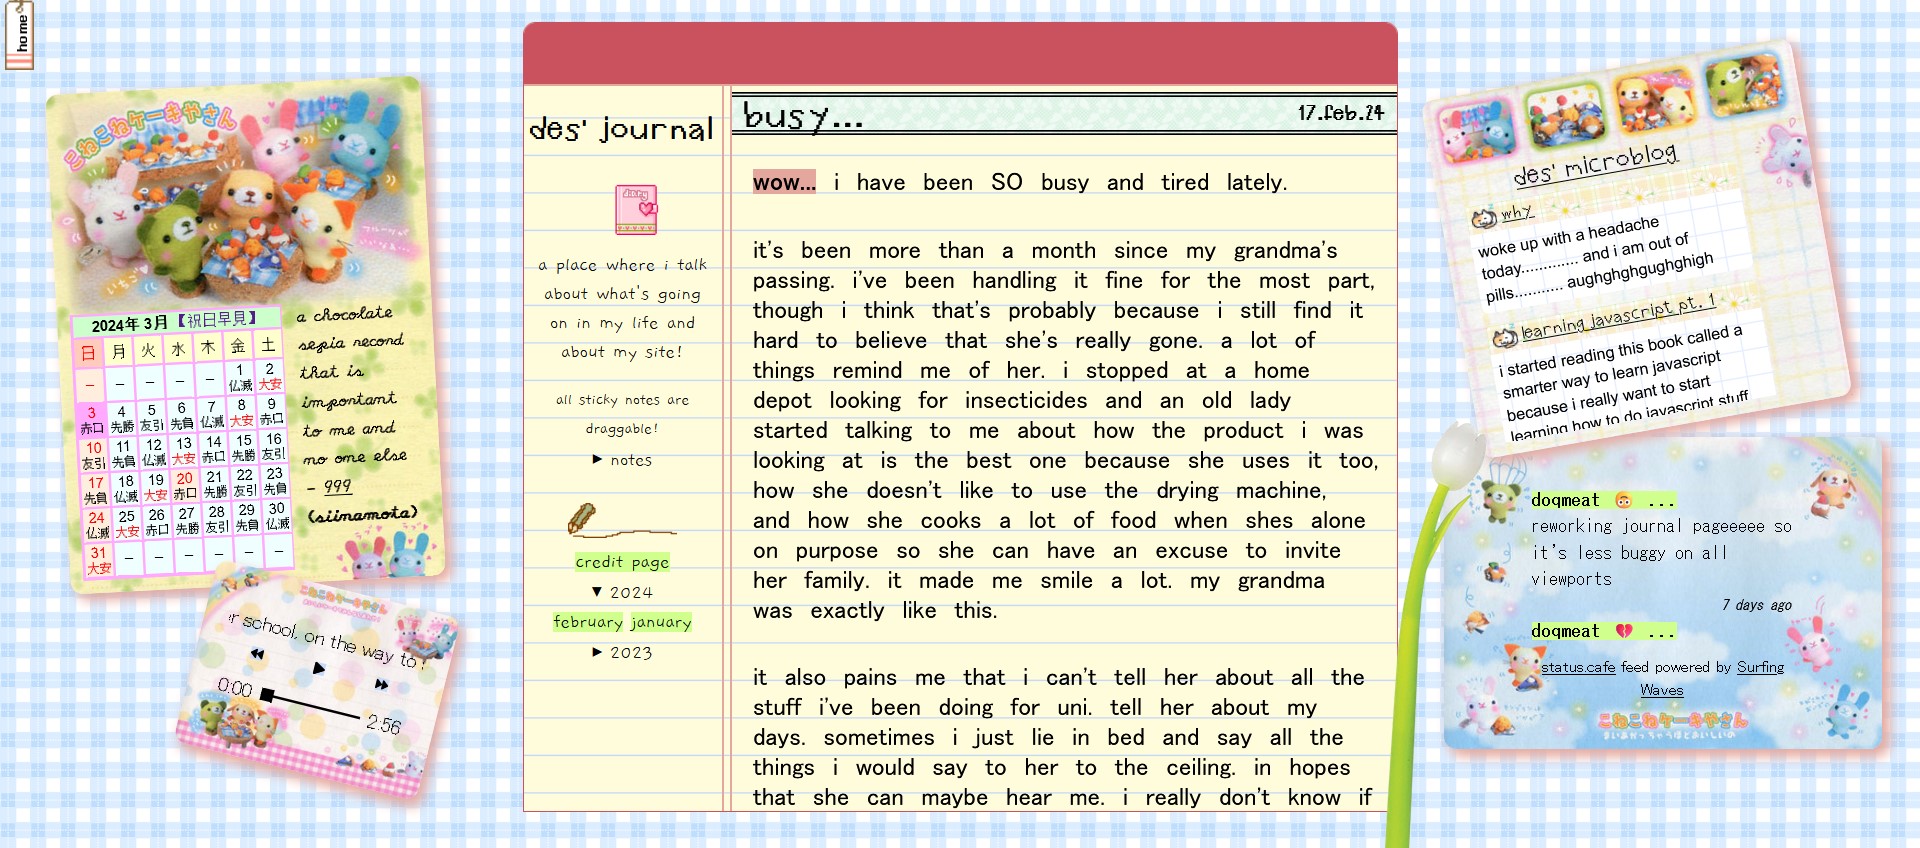 home
こねこねケーキやさん
いちご
2024年 3月【祝日早見】
日 月 火 水 木 金 土
– – – – – 1 2
仏滅 大安
3 4 5 6 7 8 9
赤口 先勝 友引 先負 仏滅 大安 赤口
10 11 12 13 14 15 16
友引 先負 仏滅 大安 赤口 先勝 友引
17 18 19 20 21 22 23
先負 仏滅 大安 赤口 先勝 友引 先負
24 25 26 27 28 29 30
仏滅 大安 赤口 先勝 友引 先負 仏滅
31 – – – – – –
大安
a chocolate
sepia record
that is
important
to me and
no one else
- 999
(siinamota)
こねこねケーキやさん
r school, on the way to
0:00
2:56
des' journal
diary
a place where i talk
about what's going
on in my life and
about my site!
all sticky notes are
draggable!
▶ notes
credit page
▼ 2024
february january
▶ 2023
busy...
17.feb.24
wow... i have been SO busy and tired lately.
it's been more than a month since my grandma's
passing. i've been handling it fine for the most part,
though i think that's probably because i still find it
hard to believe that she's really gone. a lot of
things remind me of her. i stopped at a home
depot looking for insecticides and an old lady
started talking to me about how the product i was
looking at is the best one because she uses it too,
how she doesn't like to use the drying machine,
and how she cooks a lot of food when shes alone
on purpose so she can have an excuse to invite
her family. it made me smile a lot. my grandma
was exactly like this.
it also pains me that i can't tell her about all the
stuff i've been doing for uni. tell her about my
days. sometimes i just lie in bed and say all the
things i would say to her to the ceiling. in hopes
that she can maybe hear me. i really don't know if
des' microblog
why
woke up with a headache
today............. and i am out of
pills........... aughghghgughghigh
learning javascript pt. 1
i started reading this book called a
smarter way to learn javascript
because i really want to start
learning how to do javascript stuff
doqmeat ...
reworking journal pageeeee so
it's less buggy on all
viewports
7 days ago
doqmeat 💔 ...
status.cafe feed powered by Surfing
Waves
こねこねケーキやさん